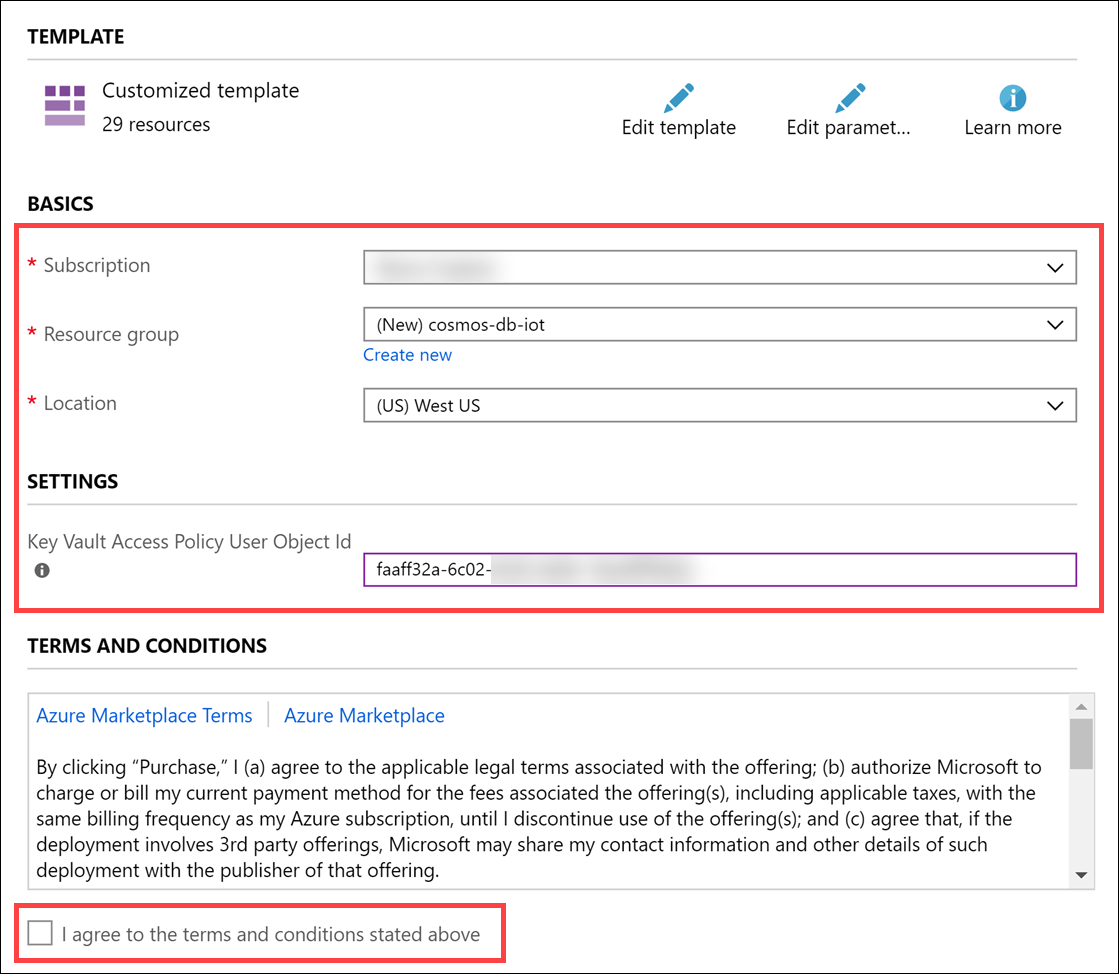 TEMPLATE
Customized template
29 resources
Edit template
Edit paramet...
Learn more
BASICS
* Subscription
* Resource group
(New) cosmos-db-iot
Create new
* Location
(US) West US
SETTINGS
Key Vault Access Policy User Object Id
faaff32a-6c02-
TERMS AND CONDITIONS
Azure Marketplace Terms | Azure Marketplace
By clicking “Purchase,” I (a) agree to the applicable legal terms associated with the offering; (b) authorize Microsoft to
charge or bill my current payment method for the fees associated the offering(s), including applicable taxes, with the
same billing frequency as my Azure subscription, until I discontinue use of the offering(s); and (c) agree that, if the
deployment involves 3rd party offerings, Microsoft may share my contact information and other details of such
deployment with the publisher of that offering.
I agree to the terms and conditions stated above